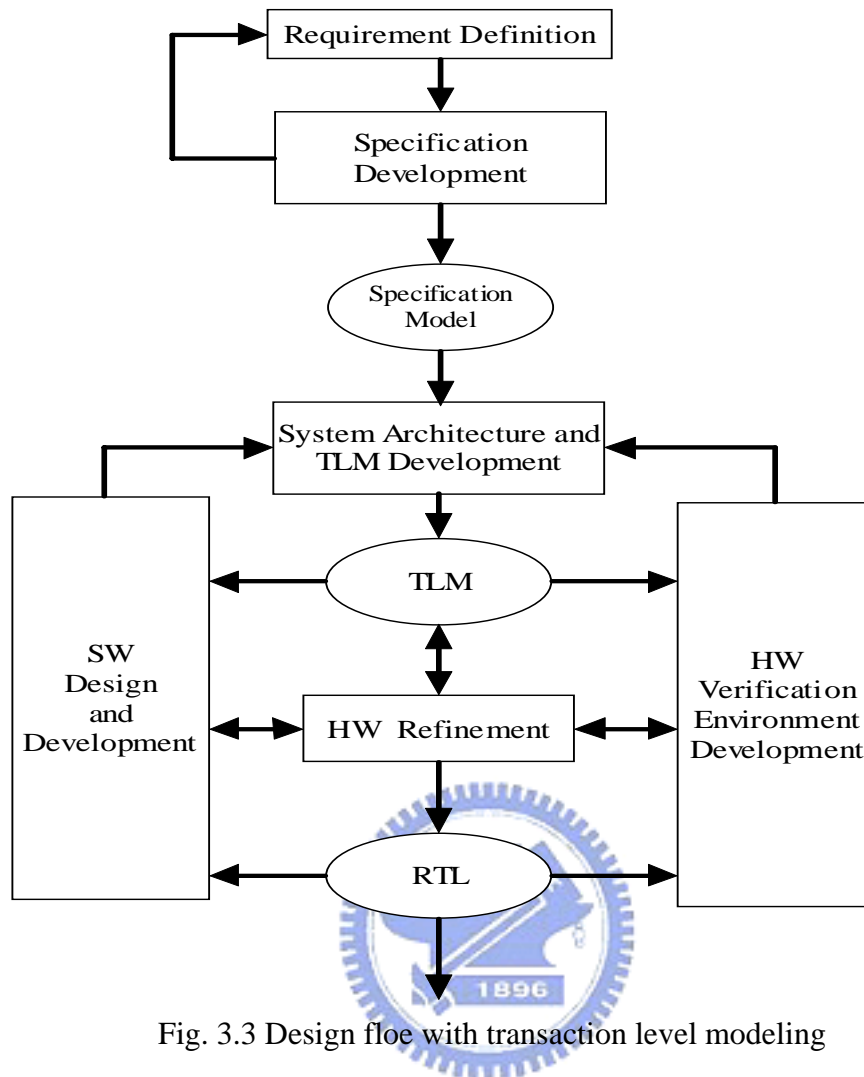 Requirement Definition
Specification
Development
Specification
Model
System Architecture and
TLM Development
TLM
SW
Design
and
Development
HW
Verification
Environment
Development
HW Refinement
RTL
1896
Fig. 3.3 Design floe with transaction level modeling